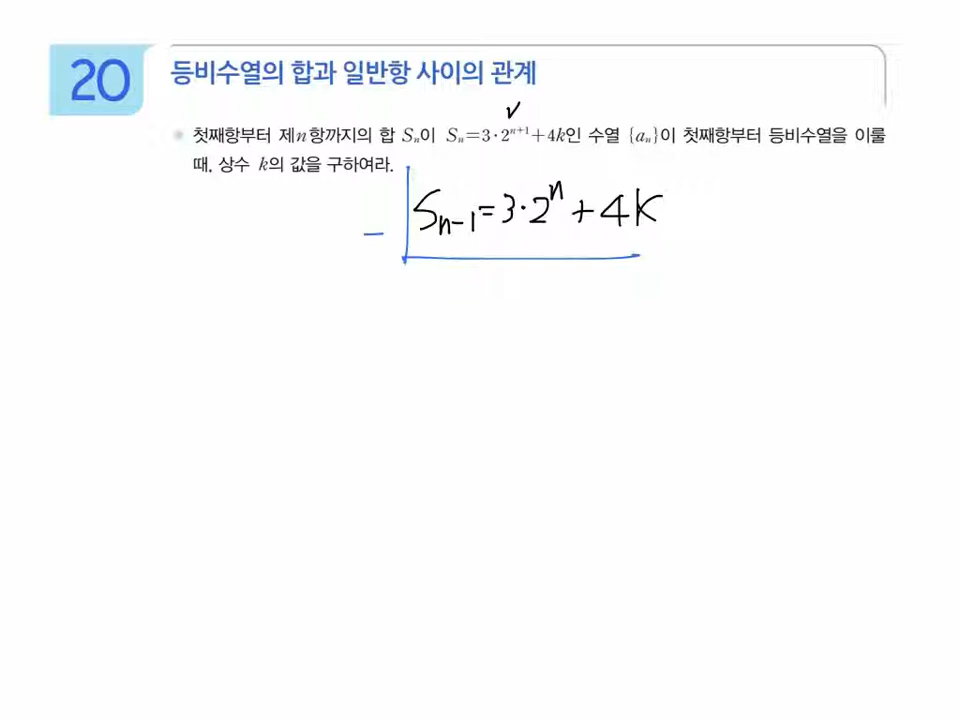 20
등비수열의 합과 일반항 사이의 관계
첫째항부터 제n항까지의 합 Sₙ이 Sₙ=3·2ⁿ⁺¹+4k인 수열 {aₙ}이 첫째항부터 등비수열을 이룰
때, 상수 k의 값을 구하여라.
− Sₙ₋₁=3·2ⁿ+4K